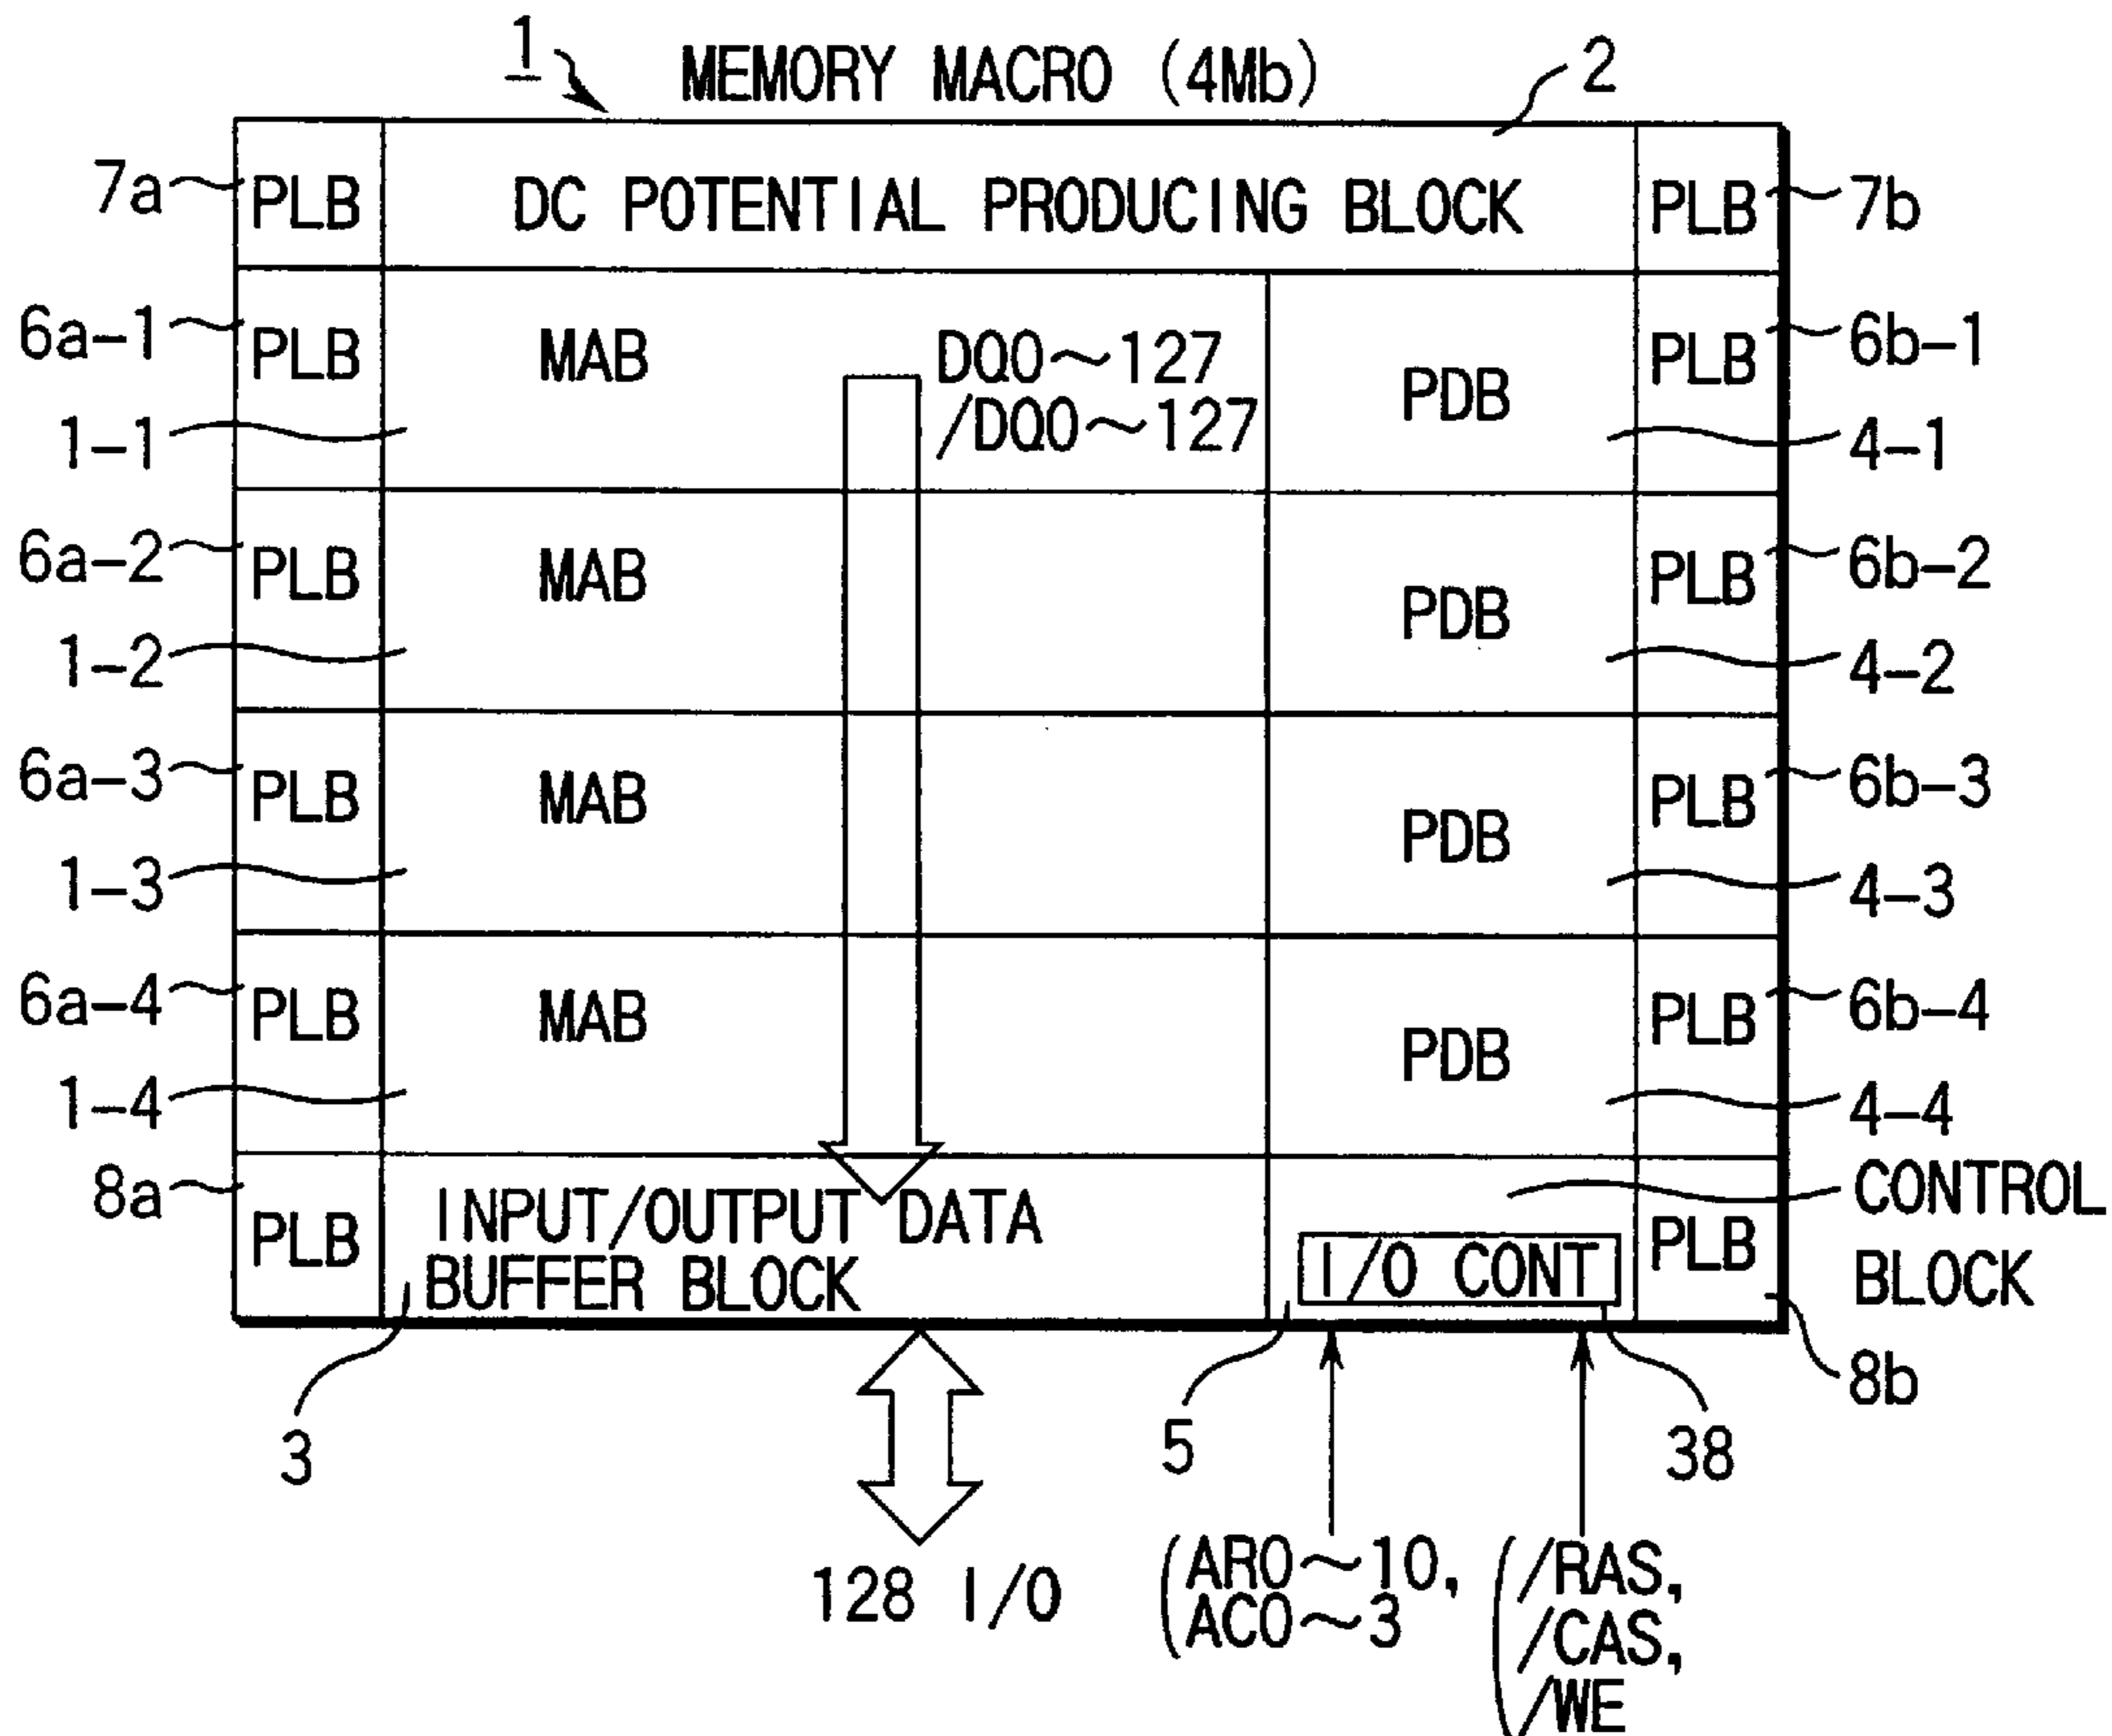 1
MEMORY MACRO (4Mb)
2
7a PLB DC POTENTIAL PRODUCING BLOCK PLB 7b
6a-1 PLB MAB DQ0~127 PLB 6b-1
/DQ0~127
PDB
1-1 4-1
6a-2 PLB MAB PLB 6b-2
PDB
1-2 4-2
6a-3 PLB MAB PLB 6b-3
PDB
1-3 4-3
6a-4 PLB MAB PLB 6b-4
PDB
1-4 4-4
8a PLB INPUT/OUTPUT DATA
BUFFER BLOCK
I/O CONT
PLB
CONTROL
BLOCK
3
5
38
8b
128 I/O
(AR0~10,
(AC0~3
(/RAS,
/CAS,
/WE